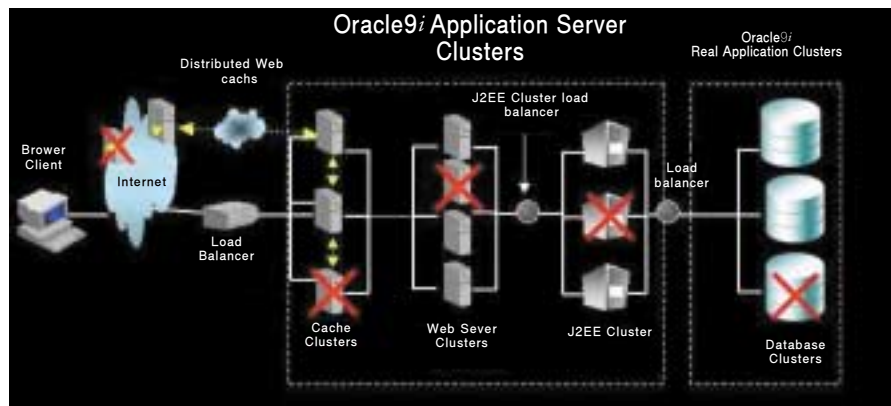 Oracle9i Application Server
Clusters
Oracle9i
Real Application Clusters
Distributed Web
cachs
J2EE Cluster load
balancer
Brower
Client
Internet
Load
balancer
Load
Balancer
Cache
Clusters
Web Sever
Clusters
J2EE Cluster
Database
Clusters